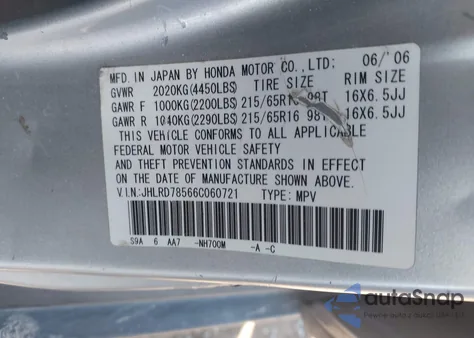 MFD. IN JAPAN BY HONDA MOTOR CO., LTD: 06/ 06
GVWR 2020KG(4450LBS) TIRE SIZE RIM SIZE
GAWR F 1000KG(2200LBS) 215/65R16 98T 16X6.5JJ
GAWR R 1040KG(2290LBS) 215/65R16 98T 16X6.5JJ
THIS VEHICLE CONFORMS TO ALL APPLICABLE
FEDERAL MOTOR VEHICLE SAFETY
AND THEFT PREVENTION STANDARDS IN EFFECT
ON THE DATE OF MANUFACTURE SHOWN ABOVE.
V.I.N.:JHLRD78566C060721 TYPE: MPV
S9A 6 AA7 -NH700M -A -C
autoSnap